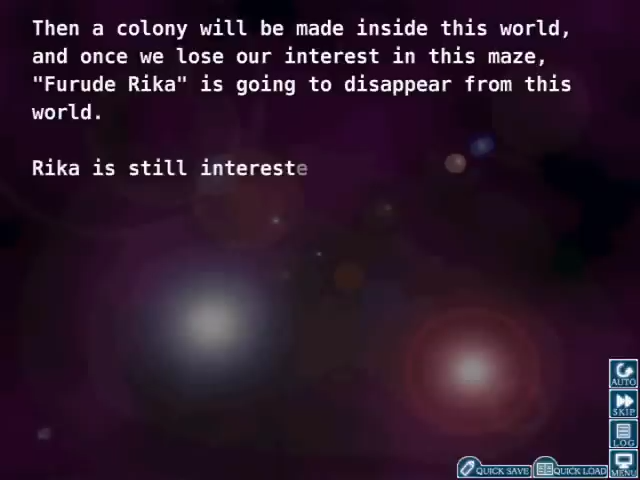 Then a colony will be made inside this world,
and once we lose our interest in this maze,
"Furude Rika" is going to disappear from this
world.
Rika is still intereste
AUTO
SKIP
LOG
MENU
QUICK SAVE
QUICK LOAD